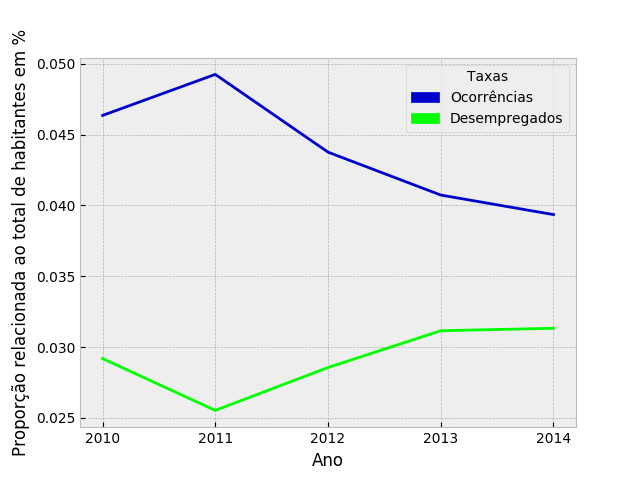 Proporção relacionada ao total de habitantes em %
0.050
0.045
0.040
0.035
0.030
0.025
Taxas
Ocorrências
Desempregados
2010 2011 2012 2013 2014
Ano